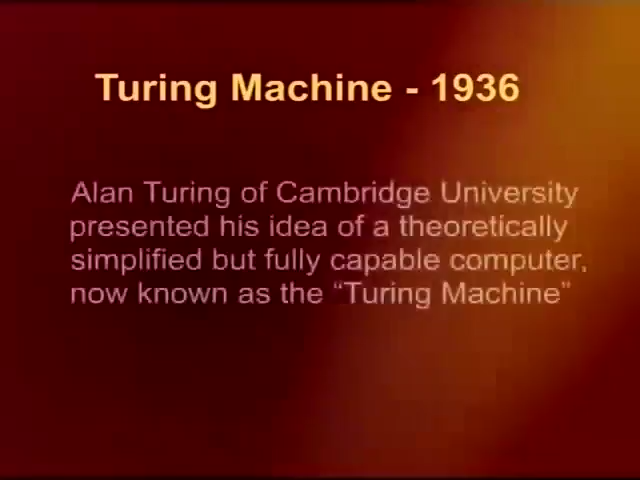 Turing Machine - 1936
Alan Turing of Cambridge University
presented his idea of a theoretically
simplified but fully capable computer,
now known as the “Turing Machine”